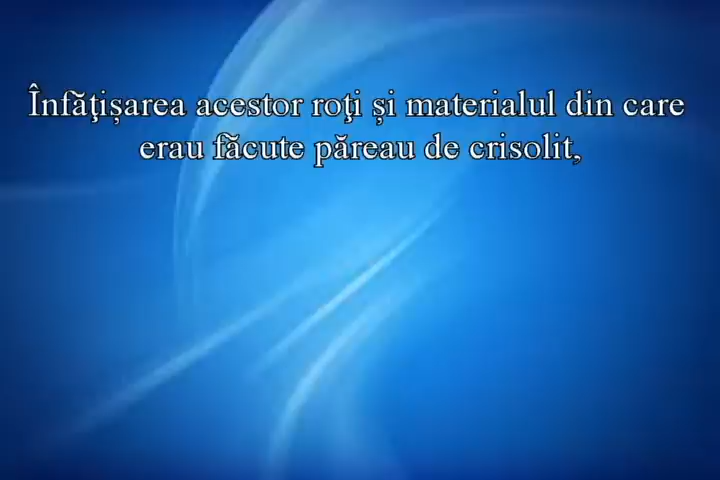 Înfăţișarea acestor roţi și materialul din care
erau făcute păreau de crisolit,